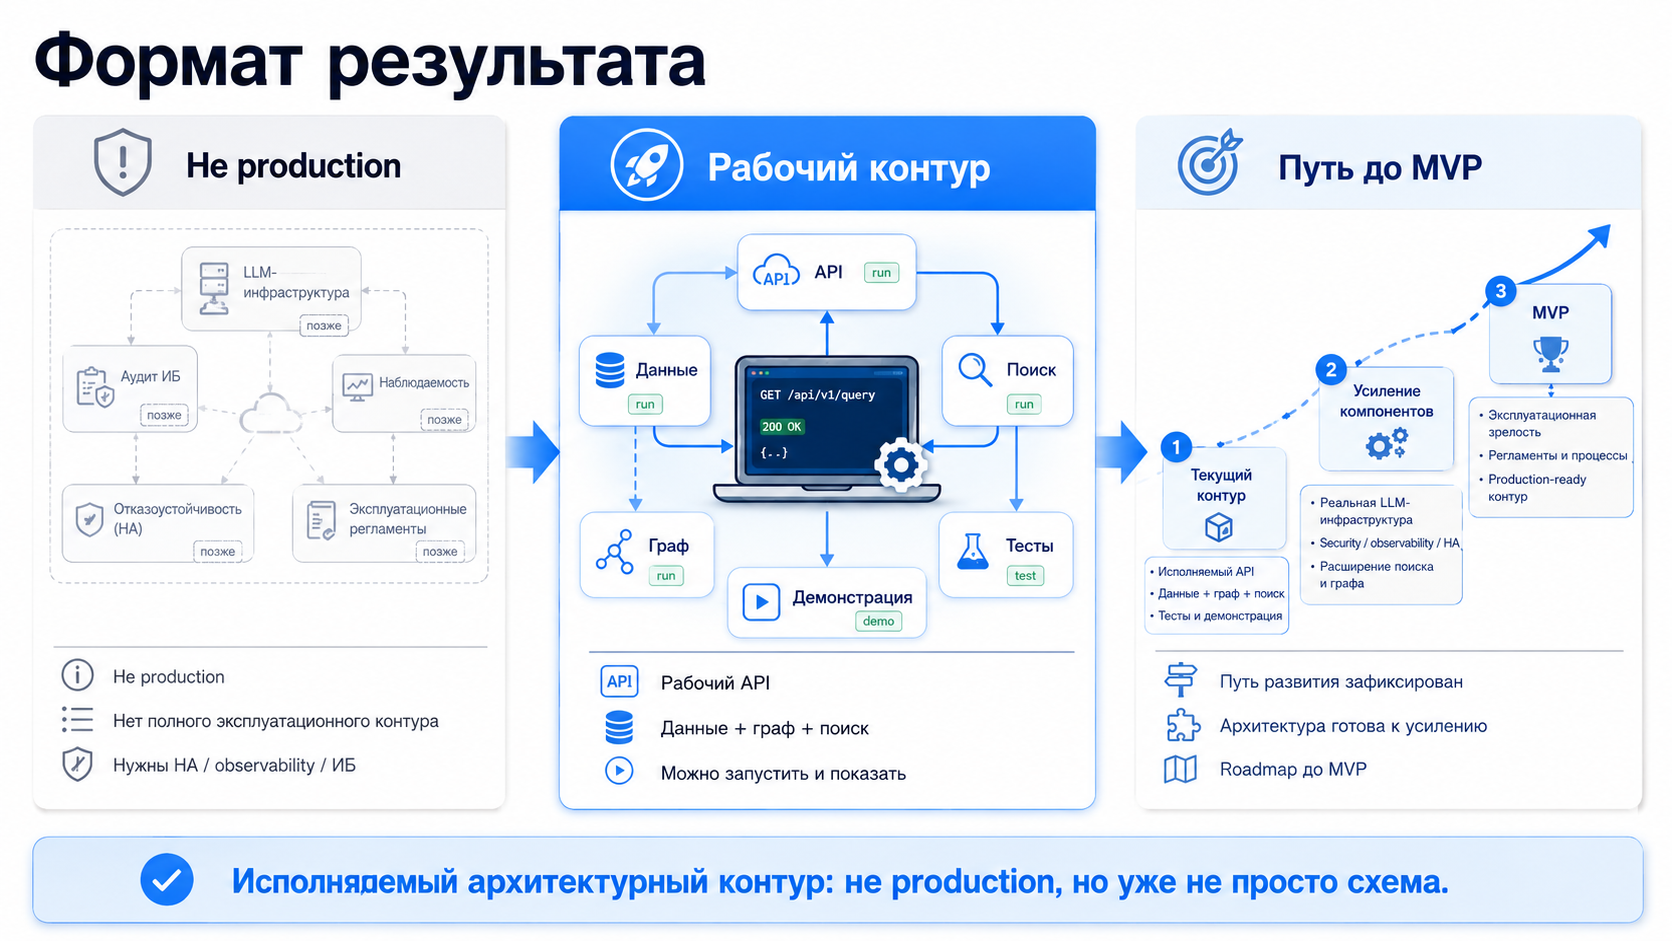 Формат результата
Не production
LLM-
инфраструктура
позже
Аудит ИБ
позже
Наблюдаемость
позже
Отказоустойчивость
(НА)
позже
Эксплуатационные
регламенты
позже
Не production
Нет полного эксплуатационного контура
Нужны НА / observability / ИБ
Рабочий контур
API
API
run
Данные
run
Поиск
run
GET /api/v1/query
200 OK
{..}
Граф
run
Тесты
test
Демонстрация
demo
API
Рабочий API
Данные + граф + поиск
Можно запустить и показать
Путь до MVP
3
MVP
2
Усиление
компонентов
1
Текущий
контур
• Эксплуатационная
зрелость
• Регламенты и процессы
• Production-ready
контур
• Реальная LLM-
инфраструктура
• Security / observability / НА
• Расширение поиска
и графа
• Исполняемый API
• Данные + граф + поиск
• Тесты и демонстрация
Путь развития зафиксирован
Архитектура готова к усилению
Roadmap до MVP
Исполнядемый архитектурный контур: не production, но уже не просто схема.